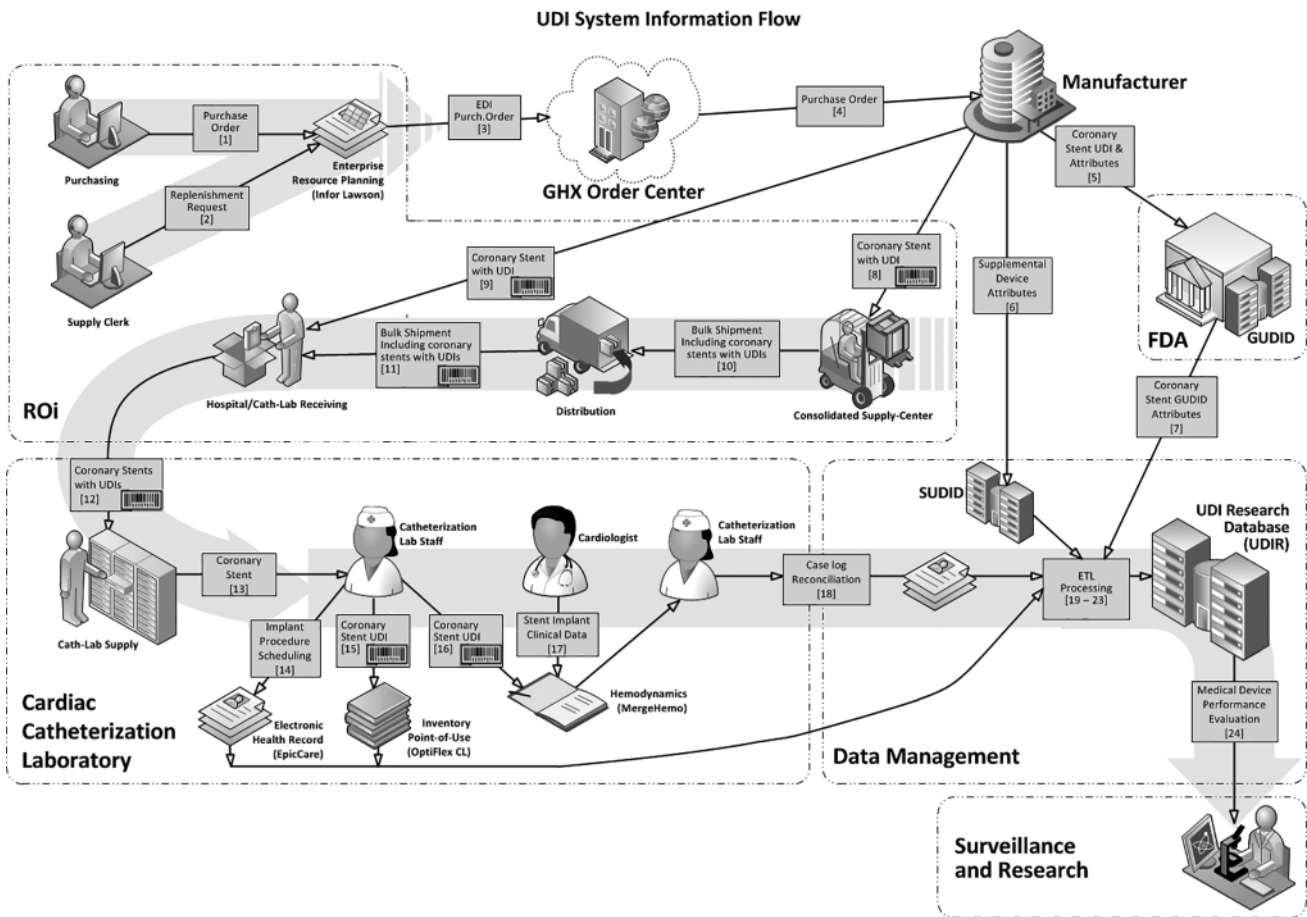 UDI System Information Flow
Purchase
Order
[1]
Purchasing
Replenishment
Request
[2]
Supply Clerk
Enterprise
Resource Planning
(Infor Lawson)
EDI
Purch.Order
[3]
GHX Order Center
Purchase Order
[4]
Manufacturer
Coronary
Stent UDI &
Attributes
[5]
FDA
GUDID
Supplemental
Device
Attributes
[6]
Coronary
Stent GUDID
Attributes
[7]
Coronary Stent
with UDI
[8]
Coronary Stent
with UDI
[9]
Bulk Shipment
Including coronary
stents with UDIs
[10]
Bulk Shipment
Including coronary
stents with UDIs
[11]
Hospital/Cath-Lab Receiving
Distribution
Consolidated Supply-Center
ROi
Coronary Stents
with UDIs
[12]
Cath-Lab Supply
Coronary
Stent
[13]
Catheterization
Lab Staff
Cardiologist
Catheterization
Lab Staff
Implant
Procedure
Scheduling
[14]
Coronary
Stent UDI
[15]
Coronary
Stent UDI
[16]
Stent Implant
Clinical Data
[17]
Electronic
Health Record
(EpicCare)
Inventory
Point-of-Use
(OptiFlex CL)
Hemodynamics
(MergeHemo)
Cardiac
Catheterization
Laboratory
Case log
Reconciliation
[18]
SUDID
ETL
Processing
[19 – 23]
UDI Research
Database
(UDIR)
Medical Device
Performance
Evaluation
[24]
Data Management
Surveillance
and Research